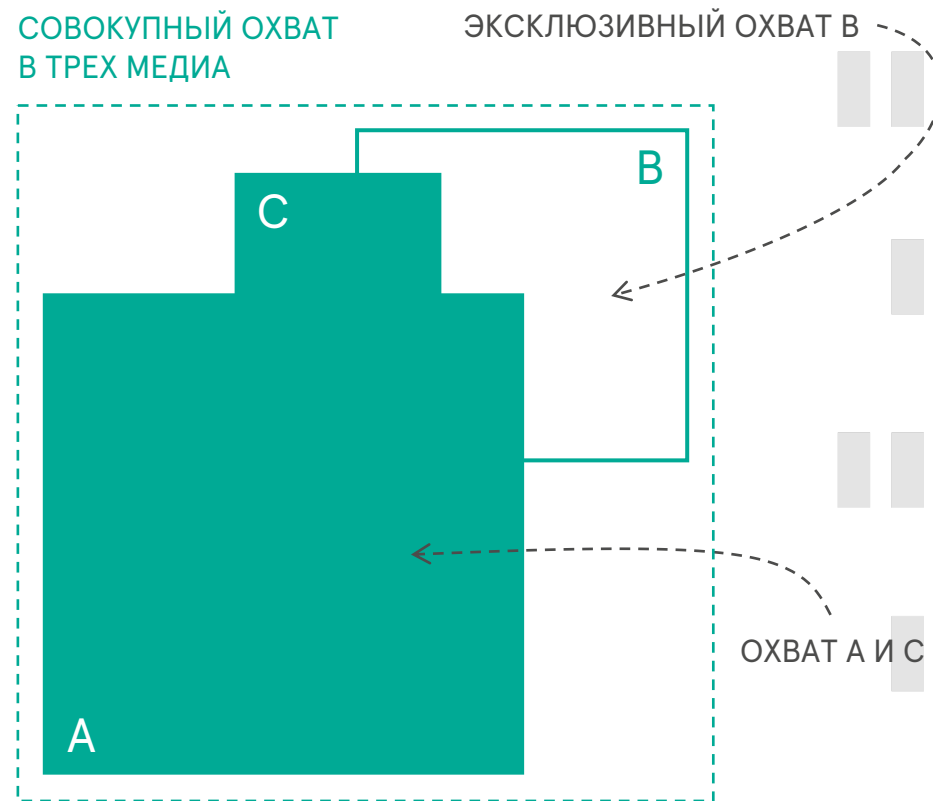 СОВОКУПНЫЙ ОХВАТ
В ТРЕХ МЕДИА
ЭКСКЛЮЗИВНЫЙ ОХВАТ B
B
C
ОХВАТ A И C
A